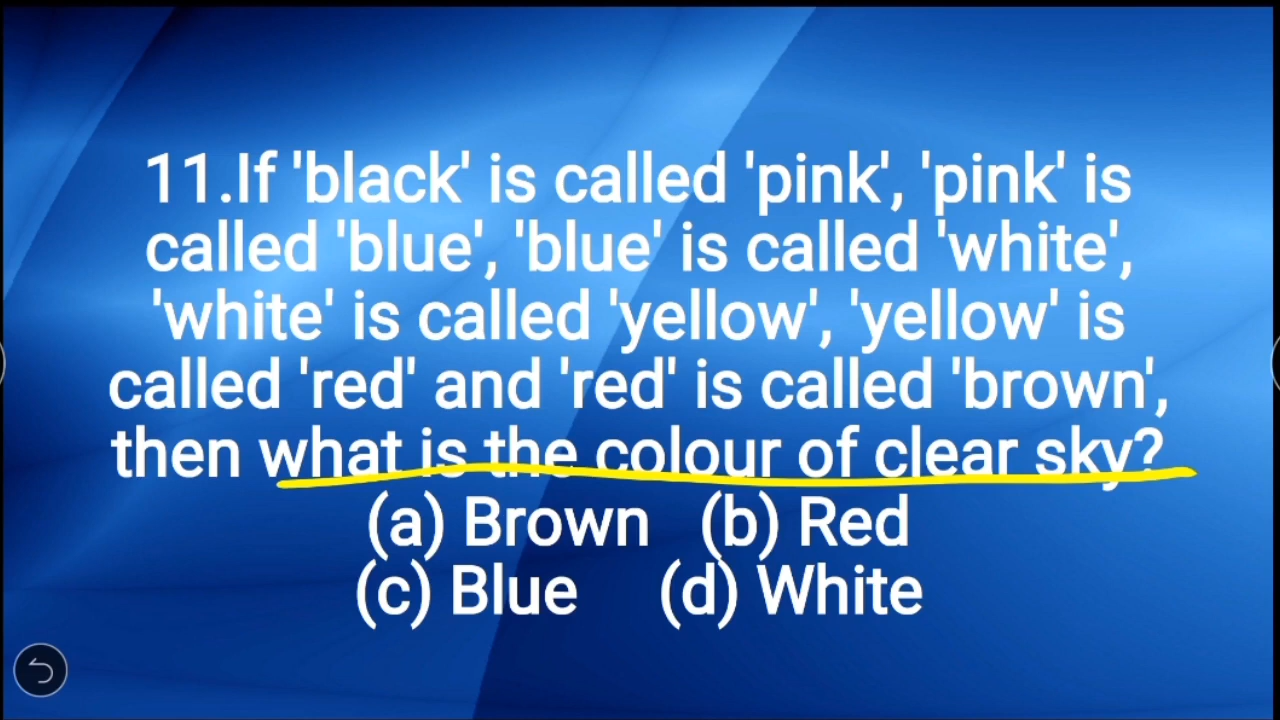 11.If 'black' is called 'pink', 'pink' is
called 'blue', 'blue' is called 'white',
'white' is called 'yellow', 'yellow' is
called 'red' and 'red' is called 'brown',
then what is the colour of clear sky?
(a) Brown (b) Red
(c) Blue (d) White